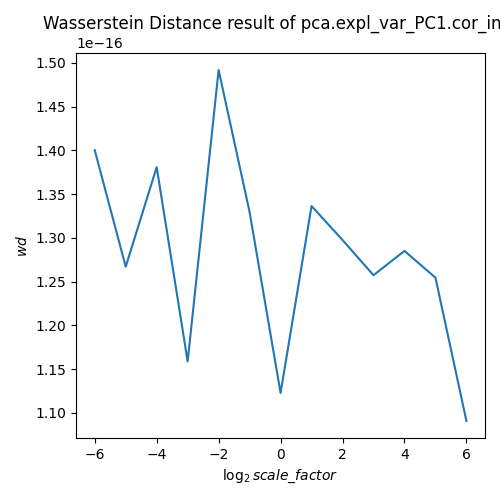 Wasserstein Distance result of pca.expl_var_PC1.cor_in
1e−16
1.50
1.45
1.40
1.35
1.30
1.25
1.20
1.15
1.10
wd
−6 −4 −2 0 2 4 6
log₂ scale_factor